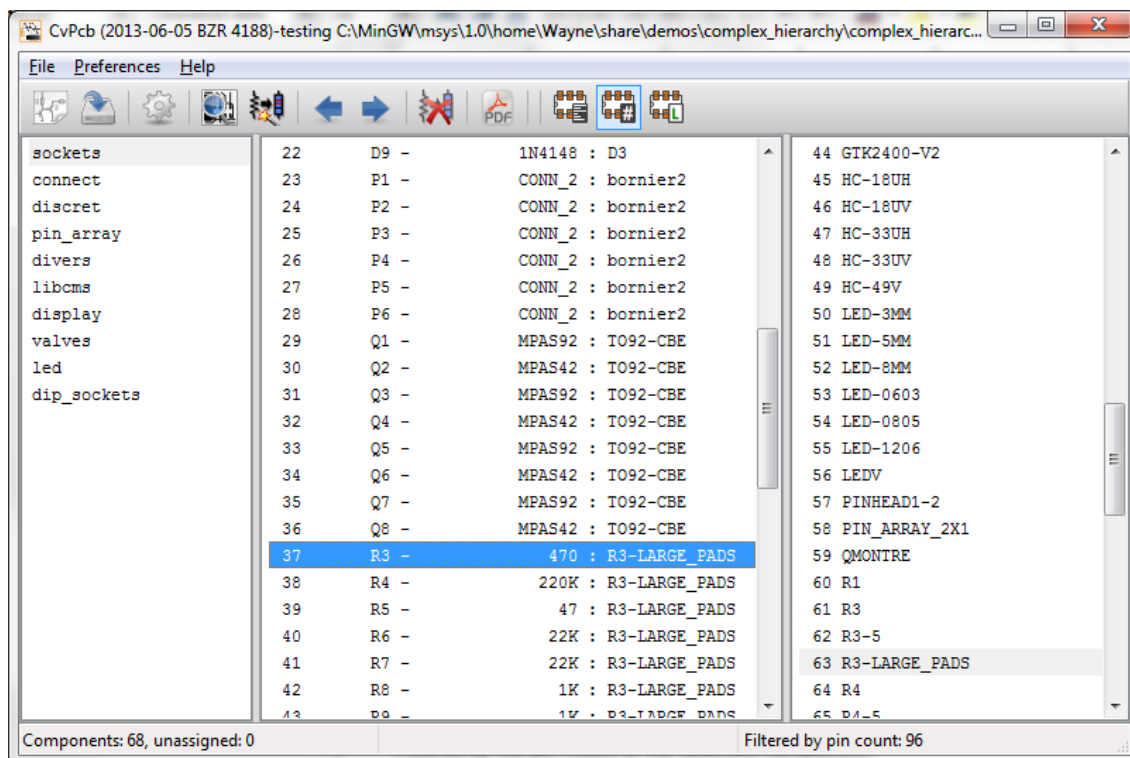 CvPcb (2013-06-05 BZR 4188)-testing C:\MinGW\msys\1.0\home\Wayne\share\demos\complex_hierarchy\complex_hierarc...
File Preferences Help
PDF # L
sockets
connect
discret
pin_array
divers
libcms
display
valves
led
dip_sockets
22 D9 - 1N4148 : D3
23 P1 - CONN_2 : bornier2
24 P2 - CONN_2 : bornier2
25 P3 - CONN_2 : bornier2
26 P4 - CONN_2 : bornier2
27 P5 - CONN_2 : bornier2
28 P6 - CONN_2 : bornier2
29 Q1 - MPAS92 : TO92-CBE
30 Q2 - MPAS42 : TO92-CBE
31 Q3 - MPAS92 : TO92-CBE
32 Q4 - MPAS42 : TO92-CBE
33 Q5 - MPAS92 : TO92-CBE
34 Q6 - MPAS42 : TO92-CBE
35 Q7 - MPAS92 : TO92-CBE
36 Q8 - MPAS42 : TO92-CBE
37 R3 - 470 : R3-LARGE_PADS
38 R4 - 220K : R3-LARGE_PADS
39 R5 - 47 : R3-LARGE_PADS
40 R6 - 22K : R3-LARGE_PADS
41 R7 - 22K : R3-LARGE_PADS
42 R8 - 1K : R3-LARGE_PADS
43 R9 - 1K : R3-LARGE_PADS
44 GTK2400-V2
45 HC-18UH
46 HC-18UV
47 HC-33UH
48 HC-33UV
49 HC-49V
50 LED-3MM
51 LED-5MM
52 LED-8MM
53 LED-0603
54 LED-0805
55 LED-1206
56 LEDV
57 PINHEAD1-2
58 PIN_ARRAY_2X1
59 QMONTRE
60 R1
61 R3
62 R3-5
63 R3-LARGE_PADS
64 R4
65 R4-5
Components: 68, unassigned: 0
Filtered by pin count: 96